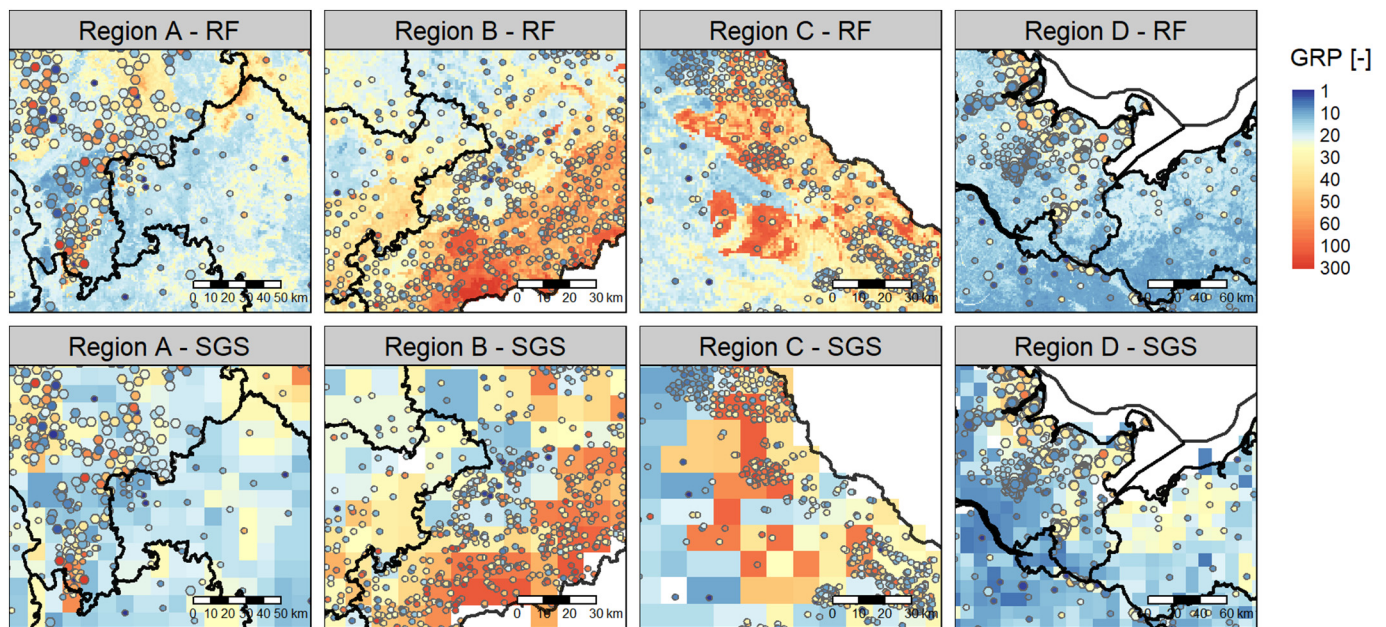 Region A - RF
Region B - RF
Region C - RF
Region D - RF
GRP [-]
1
10
20
30
40
60
100
300
0 10 20 30 40 50 km
0 10 20 30 km
0 10 20 30 km
20 40 60 km
Region A - SGS
Region B - SGS
Region C - SGS
Region D - SGS
0 10 20 30 40 50 km
0 10 20 30 km
0 10 20 30 km
20 40 60 km